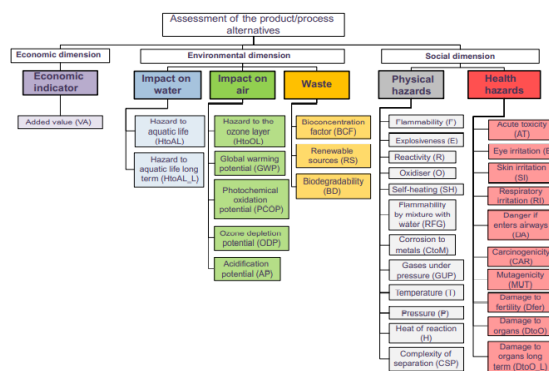 Assessment of the product/process
alternatives
Economic dimension
Environmental dimension
Social dimension
Economic
indicator
Impact on
water
Impact on
air
Waste
Physical
hazards
Health
hazards
Added value (VA)
Hazard to
aquatic life
(HtoAL)
Hazard to
aquatic life long
term (HtoAL_L)
Hazard to the
ozone layer
(HtoOL)
Global warming
potential (GWP)
Photochemical
oxidation
potential (PCOP)
Ozone depletion
potential (ODP)
Acidification
potential (AP)
Bioconcentration
factor (BCF)
Renewable
sources (RS)
Biodegradability
(BD)
Flammability (F)
Explosiveness (E)
Reactivity (R)
Oxidiser (O)
Self-heating (SH)
Flammability
by mixture with
water (RFG)
Corrosion to
metals (CtoM)
Gases under
pressure (GUP)
Temperature (T)
Pressure (P)
Heat of reaction
(H)
Complexity of
separation (CSP)
Acute toxicity
(AT)
Eye irritation (E
Skin irritation
(SI)
Respiratory
irritation (RI)
Danger if
enters airways
(DA)
Carcinogenicity
(CAR)
Mutagenicity
(MUT)
Damage to
fertility (Dfer)
Damage to
organs (DtoO)
Damage to
organs long
term (DtoO_L)